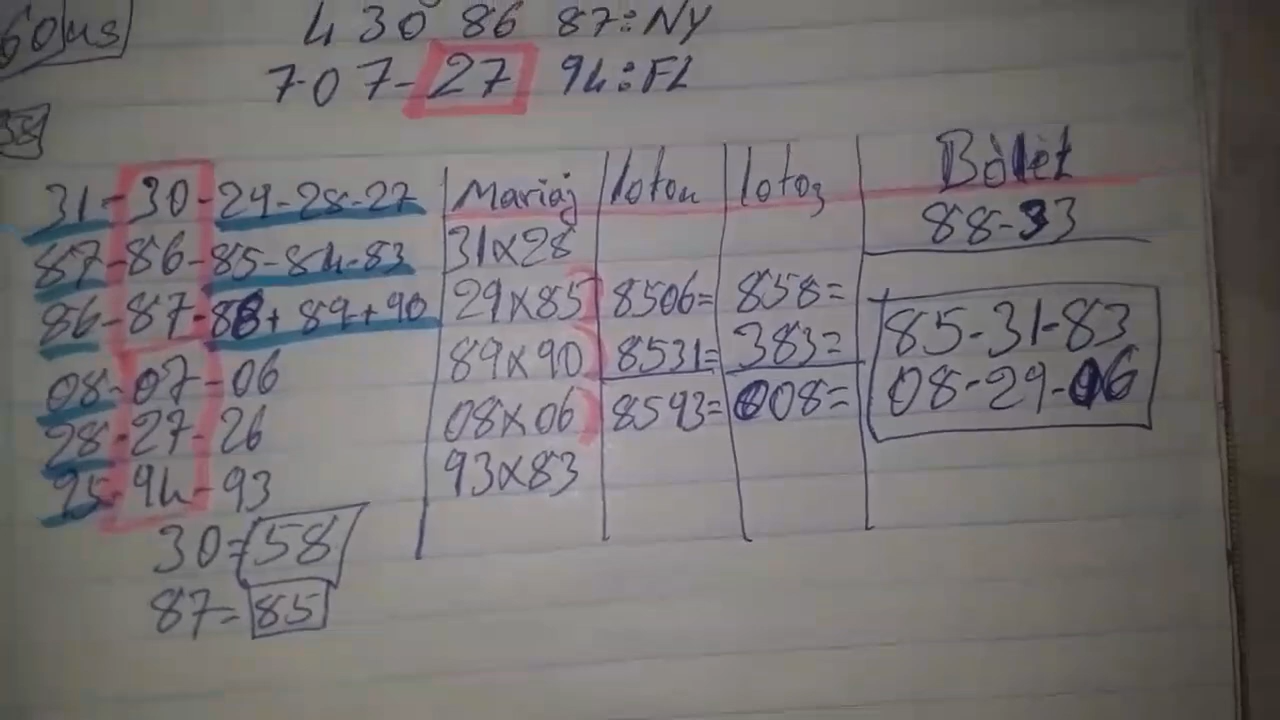 4 30 86 87:NY
707-27 94:FL
31-30-29-28-27
87-86-85-84-83
86-87-88+89+90
08-07-06
28-27-26
95-94-93
30=58
87=85
Mariaj
31x28
29x85
89x90
08x06
93x83
loto4
8506=
8531=
8593=
loto3
858=
383=
008=
Bòlèt
88-33
85-31-83
08-29-06